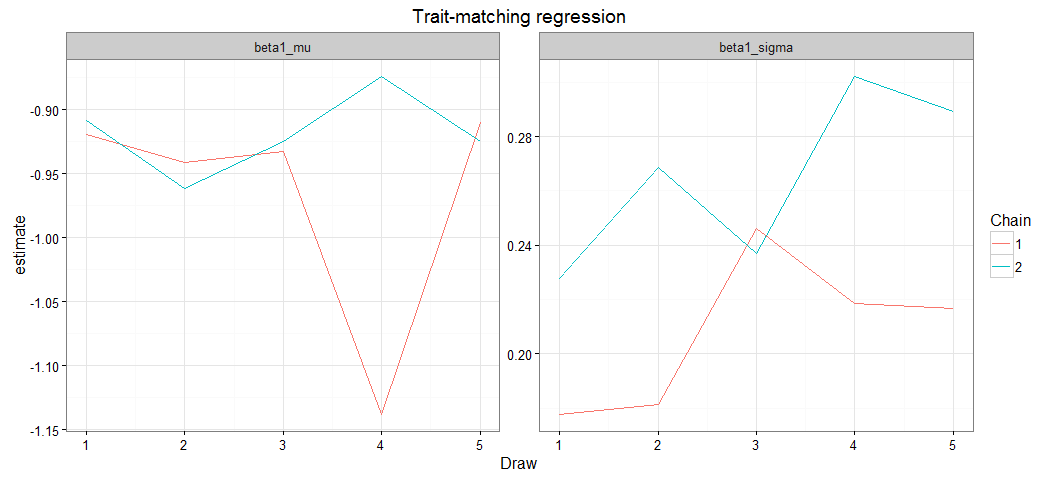 Trait-matching regression
beta1_mu
beta1_sigma
estimate
-0.90
-0.95
-1.00
-1.05
-1.10
-1.15
1 2 3 4 5
0.28
0.24
0.20
1 2 3 4 5
Draw
Chain
1
2